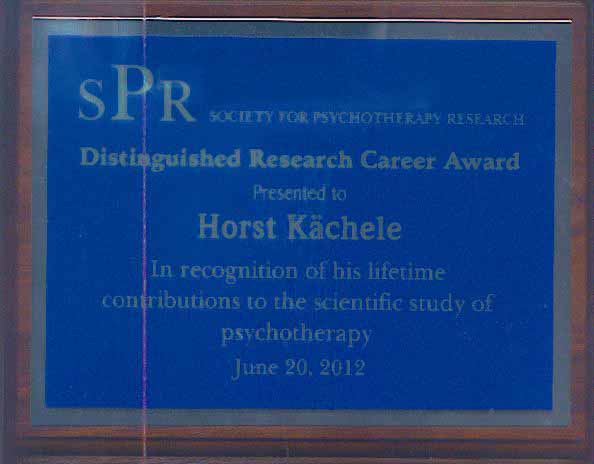 SPR SOCIETY FOR PSYCHOTHERAPY RESEARCH
Distinguished Research Career Award
Presented to
Horst Kächele
In recognition of his lifetime
contributions to the scientific study of
psychotherapy
June 20, 2012